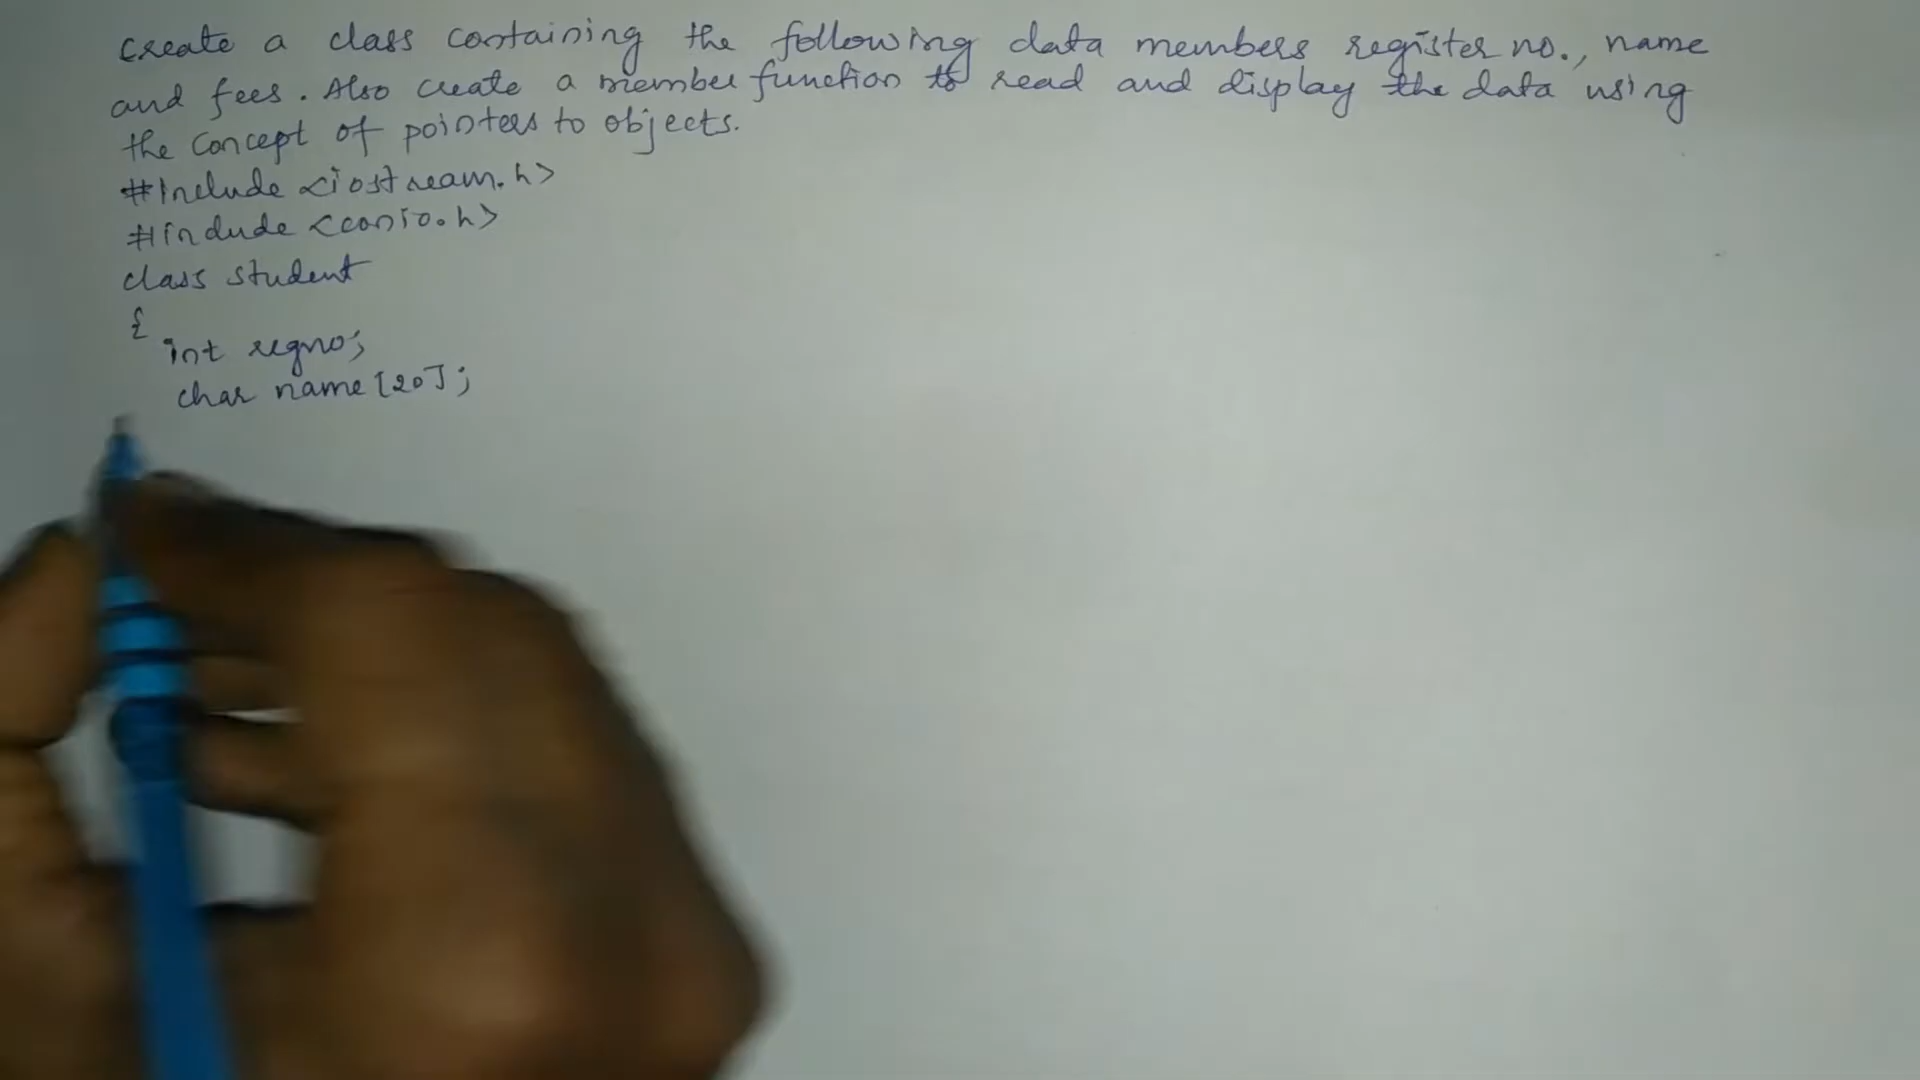 create a class containing the following data members register no., name
and fees. Also create a member function to read and display the data using
the concept of pointers to objects.
#include <iostream.h>
#include <conio.h>
class student
{
int regno;
char name[20];